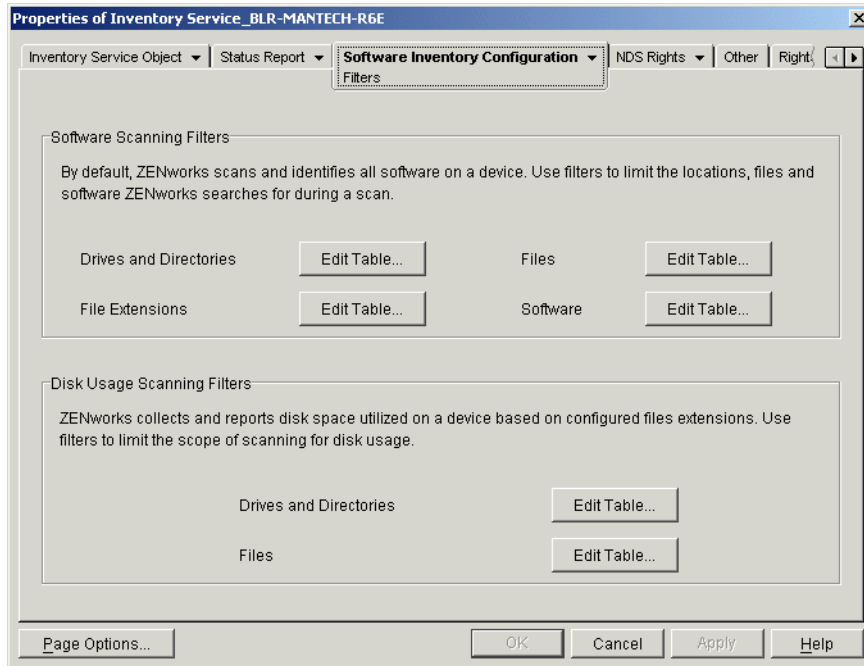 Properties of Inventory Service_BLR-MANTECH-R6E
Inventory Service Object
Status Report
Software Inventory Configuration
NDS Rights
Other
Filters
Software Scanning Filters
By default, ZENworks scans and identifies all software on a device. Use filters to limit the locations, files and
software ZENworks searches for during a scan.
Drives and Directories
Edit Table...
Files
Edit Table...
File Extensions
Edit Table...
Software
Edit Table...
Disk Usage Scanning Filters
ZENworks collects and reports disk space utilized on a device based on configured files extensions. Use
filters to limit the scope of scanning for disk usage.
Drives and Directories
Edit Table...
Files
Edit Table...
Page Options...
OK
Cancel
Apply
Help